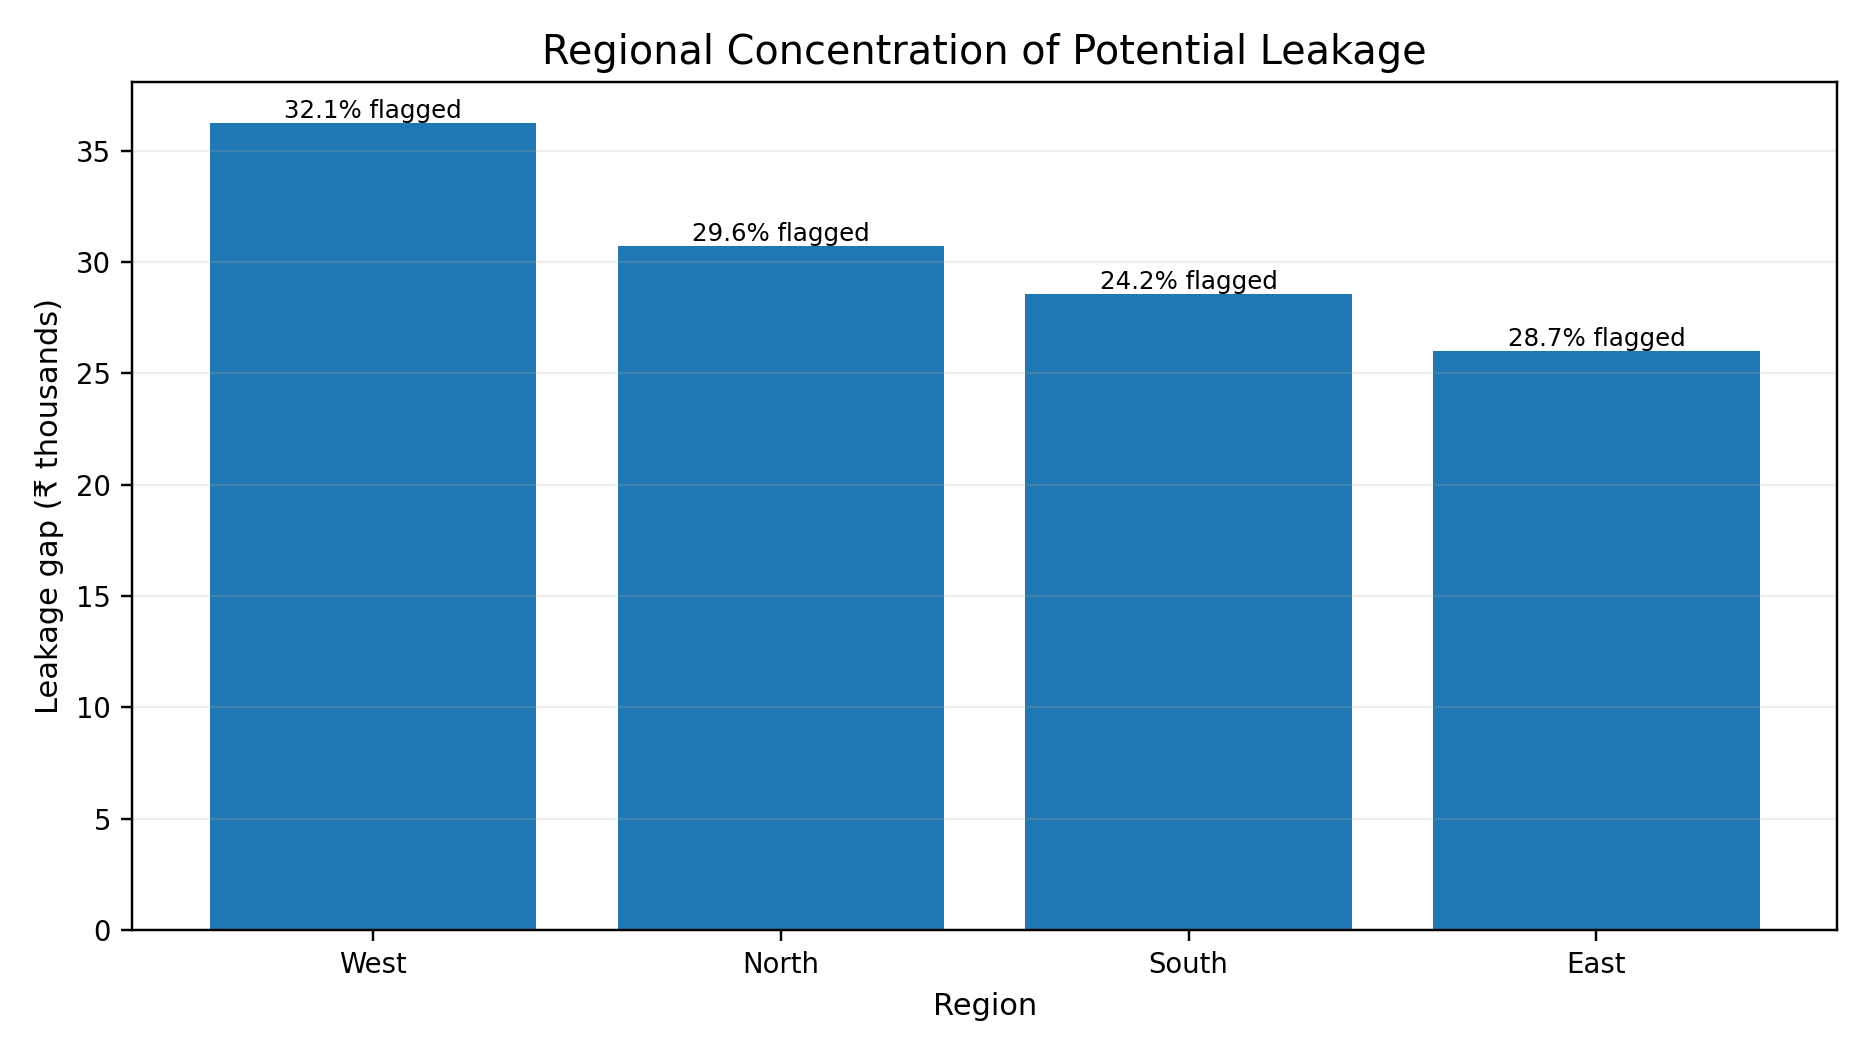 Regional Concentration of Potential Leakage
32.1% flagged
29.6% flagged
24.2% flagged
28.7% flagged
35
30
25
20
15
10
5
0
Leakage gap (₹ thousands)
West
North
South
East
Region